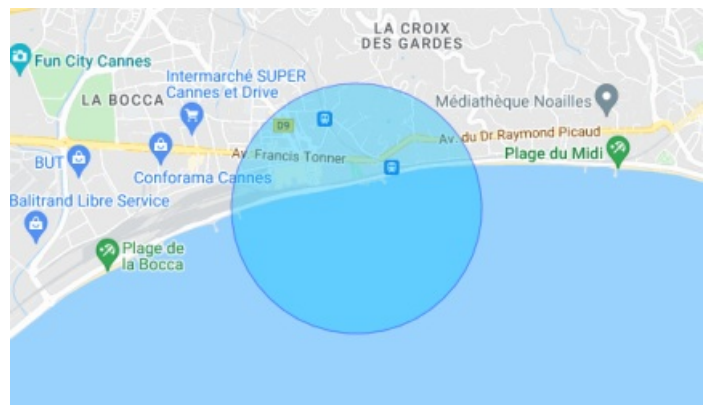 LA CROIX
DES GARDES
Fun City Cannes
Intermarché SUPER
Cannes et Drive
LA BOCCA
Médiathèque Noailles
09
Av. du Dr Raymond Picaud
Av. Francis Tonner
Plage du Midi
BUT
Conforama Cannes
Balitrand Libre Service
Plage de
la Bocca